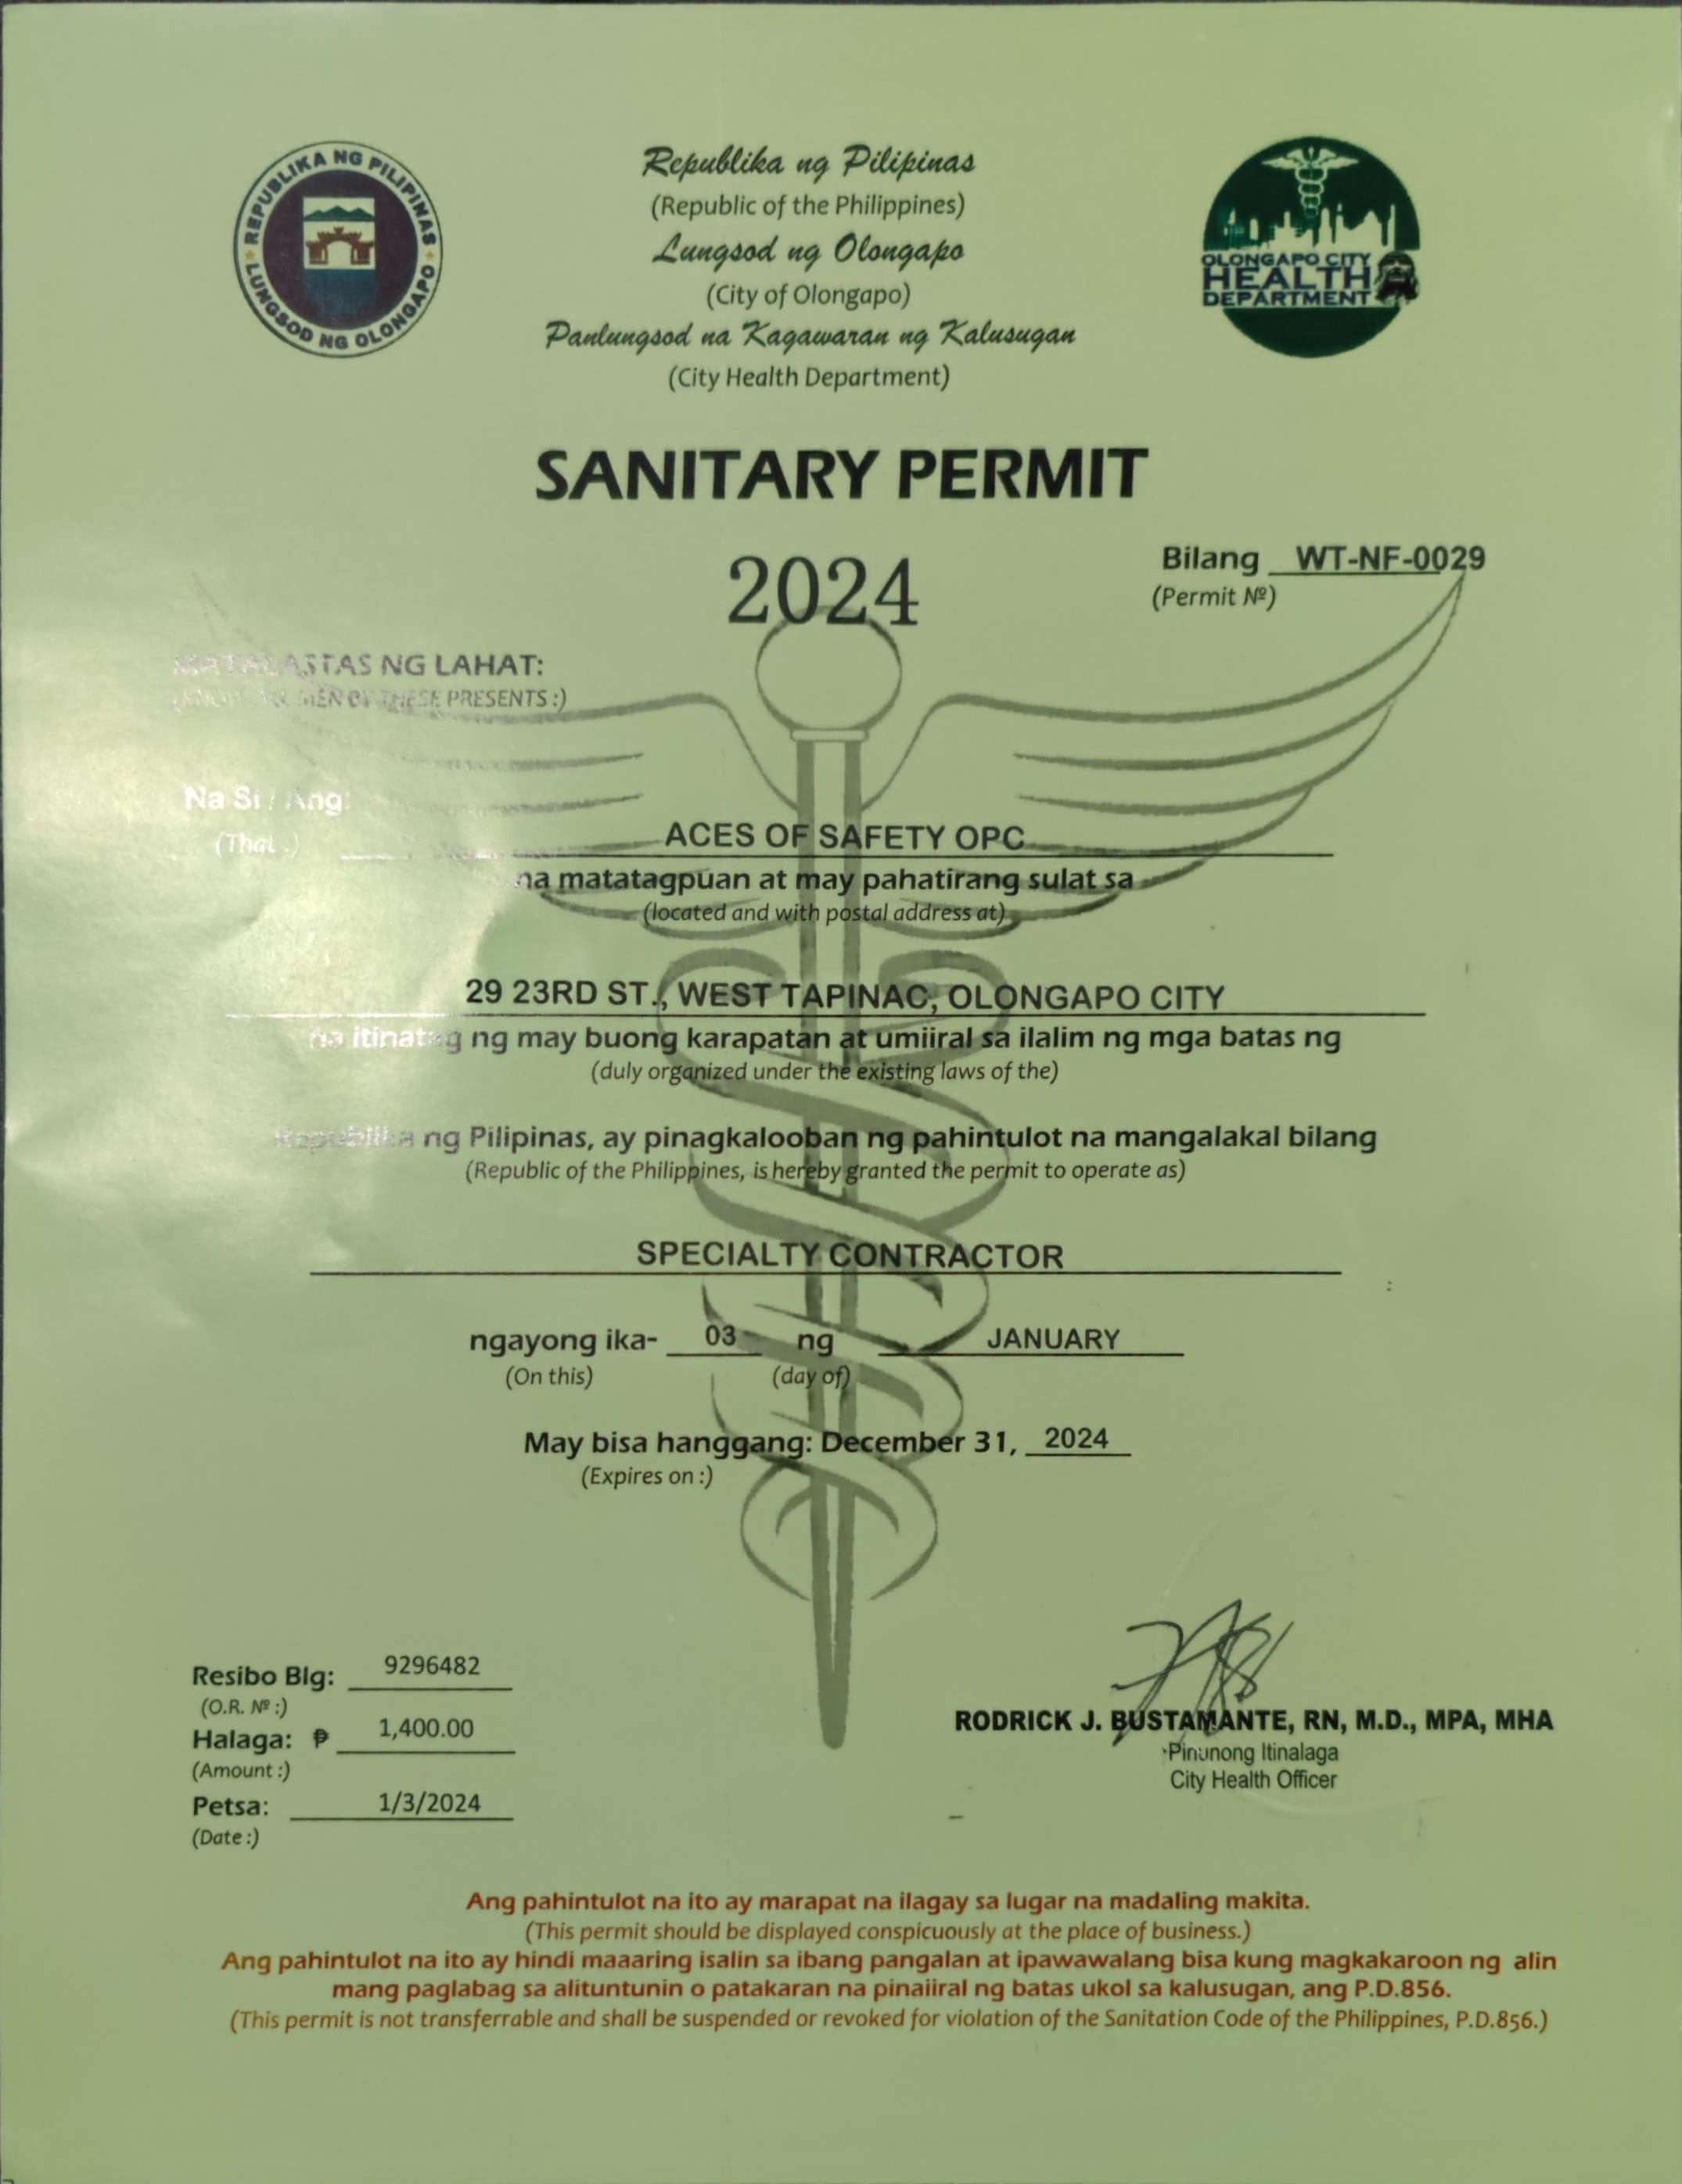 REPUBLIKA NG PILIPINAS
LUNGSOD NG OLONGAPO
Republika ng Pilipinas
(Republic of the Philippines)
Lungsod ng Olongapo
(City of Olongapo)
Panlungsod na Kagawaran ng Kalusugan
(City Health Department)
OLONGAPO CITY
HEALTH
DEPARTMENT
SANITARY PERMIT
2024
Bilang WT-NF-0029
(Permit Nº)
MATALASTAS NG LAHAT:
(KNOW ALL MEN BY THESE PRESENTS :)
Na Si / Ang:
(That :)
ACES OF SAFETY OPC
na matatagpuan at may pahatirang sulat sa
(located and with postal address at)
29 23RD ST., WEST TAPINAC, OLONGAPO CITY
na itinatag ng may buong karapatan at umiiral sa ilalim ng mga batas ng
(duly organized under the existing laws of the)
Republika ng Pilipinas, ay pinagkalooban ng pahintulot na mangalakal bilang
(Republic of the Philippines, is hereby granted the permit to operate as)
SPECIALTY CONTRACTOR
ngayong ika- 03 ng JANUARY
(On this) (day of)
May bisa hanggang: December 31, 2024
(Expires on :)
Resibo Blg: 9296482
(O.R. Nº :)
Halaga: ₱ 1,400.00
(Amount :)
Petsa: 1/3/2024
(Date :)
RODRICK J. BUSTAMANTE, RN, M.D., MPA, MHA
Pinunong Itinalaga
City Health Officer
Ang pahintulot na ito ay marapat na ilagay sa lugar na madaling makita.
(This permit should be displayed conspicuously at the place of business.)
Ang pahintulot na ito ay hindi maaaring isalin sa ibang pangalan at ipawawalang bisa kung magkakaroon ng alin
mang paglabag sa alituntunin o patakaran na pinaiiral ng batas ukol sa kalusugan, ang P.D.856.
(This permit is not transferrable and shall be suspended or revoked for violation of the Sanitation Code of the Philippines, P.D.856.)